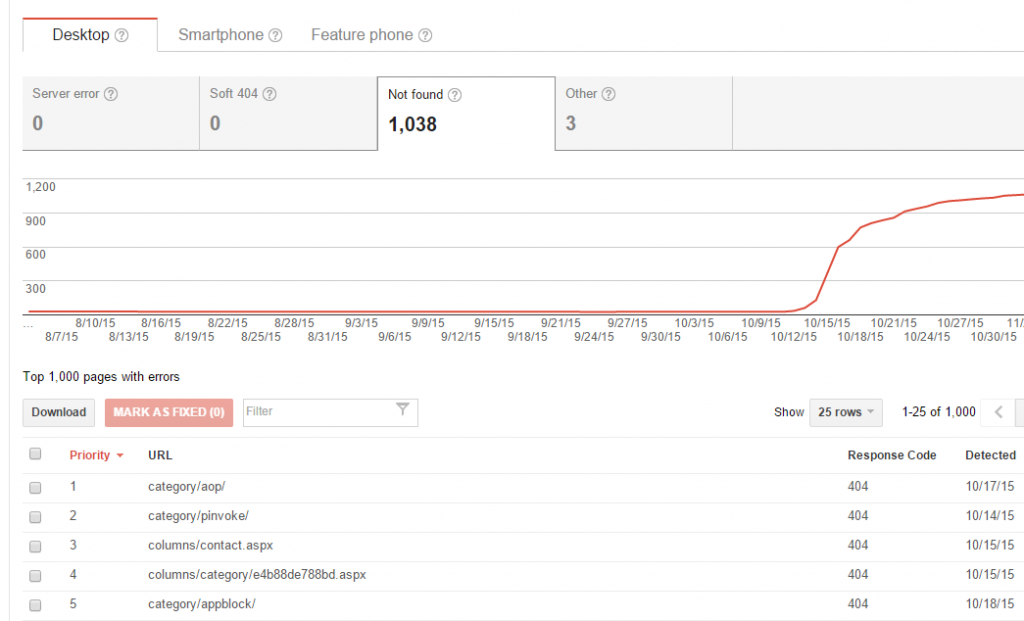 Desktop ? Smartphone ? Feature phone ?
Server error ? Soft 404 ? Not found ? Other ?
0 0 1,038 3
1,200
900
600
300
... 8/10/15 8/16/15 8/22/15 8/28/15 9/3/15 9/9/15 9/15/15 9/21/15 9/27/15 10/3/15 10/9/15 10/15/15 10/21/15 10/27/15 11/
8/7/15 8/13/15 8/19/15 8/25/15 8/31/15 9/6/15 9/12/15 9/18/15 9/24/15 9/30/15 10/6/15 10/12/15 10/18/15 10/24/15 10/30/15
Top 1,000 pages with errors
Download MARK AS FIXED (0) Filter Show 25 rows 1-25 of 1,000
Priority URL Response Code Detected
1 category/aop/ 404 10/17/15
2 category/pinvoke/ 404 10/14/15
3 columns/contact.aspx 404 10/15/15
4 columns/category/e4b88de788bd.aspx 404 10/15/15
5 category/appblock/ 404 10/18/15